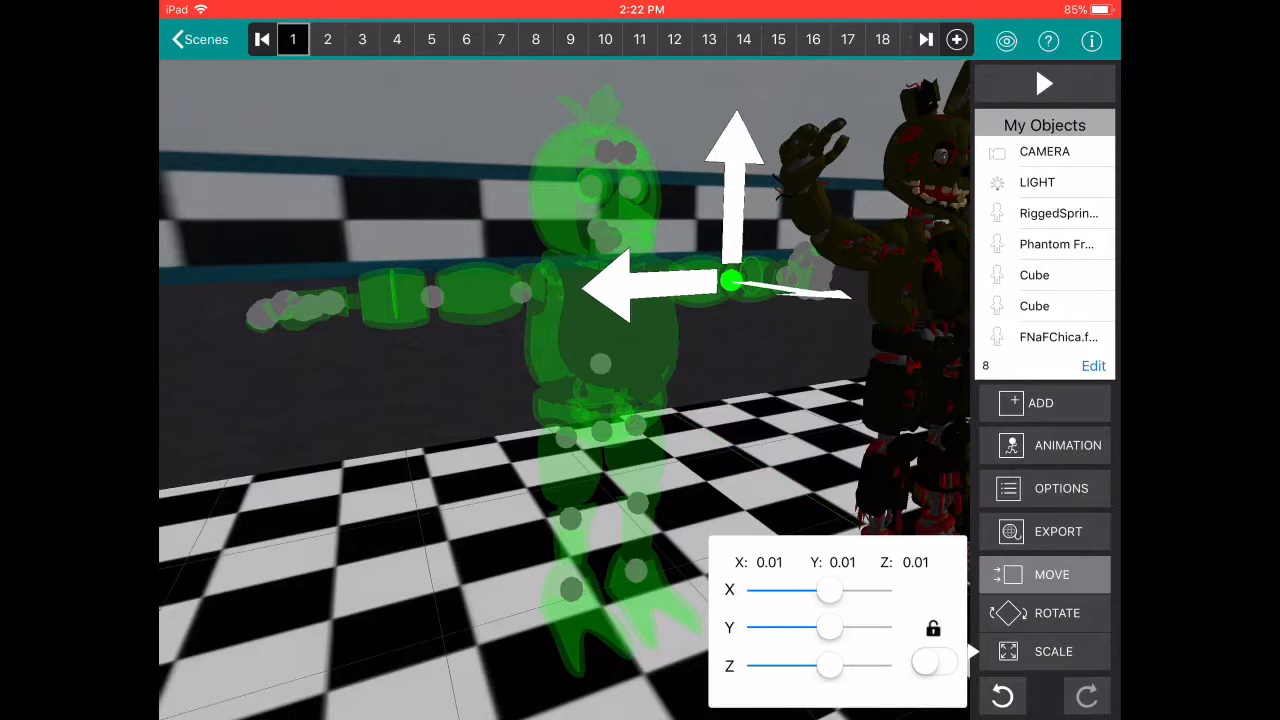 iPad 2:22 PM 85%
Scenes 1 2 3 4 5 6 7 8 9 10 11 12 13 14 15 16 17 18
My Objects
CAMERA
LIGHT
RiggedSprin...
Phantom Fr...
Cube
Cube
FNaFChica.f...
8 Edit
ADD
ANIMATION
OPTIONS
EXPORT
MOVE
ROTATE
SCALE
X: 0.01 Y: 0.01 Z: 0.01
X
Y
Z